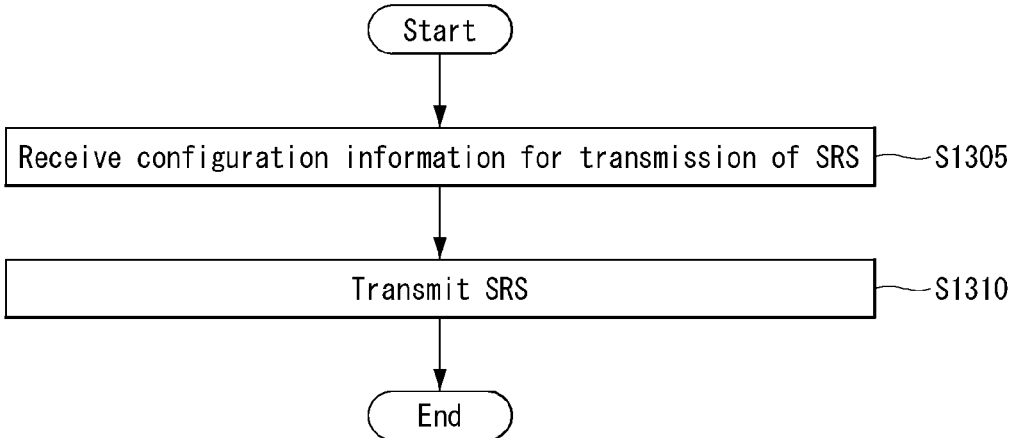 Start
Receive configuration information for transmission of SRS
S1305
Transmit SRS
S1310
End